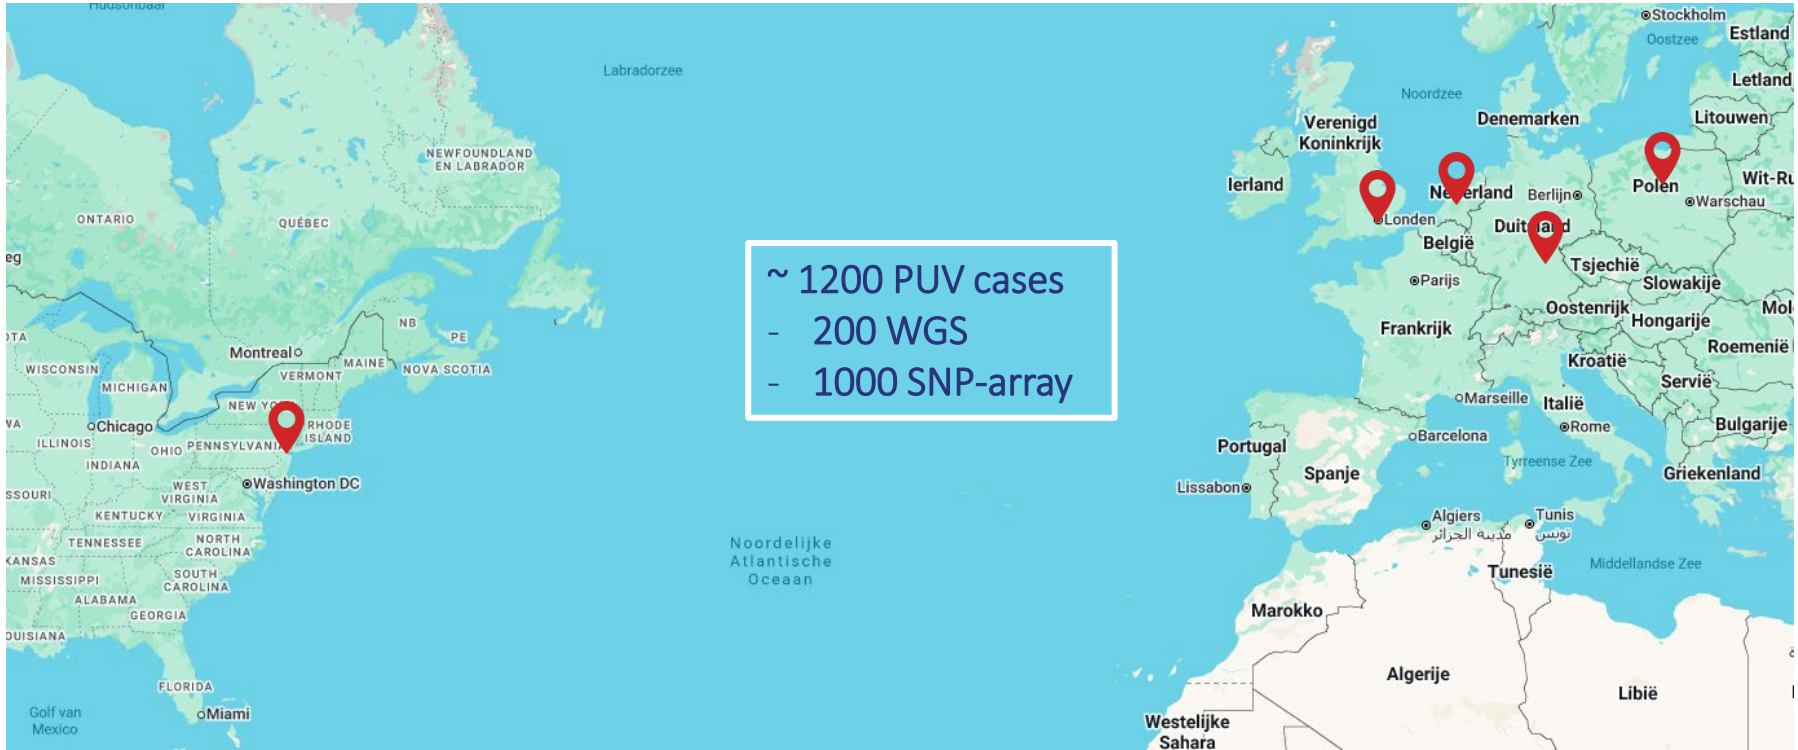 Hudsonbaai
Labradorzee
NEWFOUNDLAND
EN LABRADOR
ONTARIO
QUÉBEC
NB
PE
Montreal
MAINE
NOVA SCOTIA
VERMONT
WISCONSIN
MICHIGAN
Chicago
RHODE
ISLAND
ILLINOIS
OHIO
PENNSYLVANIA
INDIANA
WEST
VIRGINIA
Washington DC
KENTUCKY
VIRGINIA
TENNESSEE
NORTH
CAROLINA
MISSISSIPPI
SOUTH
CAROLINA
ALABAMA
GEORGIA
FLORIDA
Miami
Golf van
Mexico
~ 1200 PUV cases
- 200 WGS
- 1000 SNP-array
Noordelijke
Atlantische
Oceaan
Stockholm
Oostzee
Estland
Letland
Noordzee
Denemarken
Litouwen
Verenigd
Koninkrijk
Ierland
Londen
Berlijn
Polen
Warschau
België
Parijs
Tsjechië
Slowakije
Oostenrijk
Hongarije
Frankrijk
Roemenië
Kroatië
Servië
Marseille
Italië
Bulgarije
Rome
Barcelona
Portugal
Spanje
Tyrreense Zee
Griekenland
Lissabon
Algiers
مدينة الجزائر
Tunis
تونس
Tunesië
Middellandse Zee
Marokko
Algerije
Libië
Westelijke
Sahara